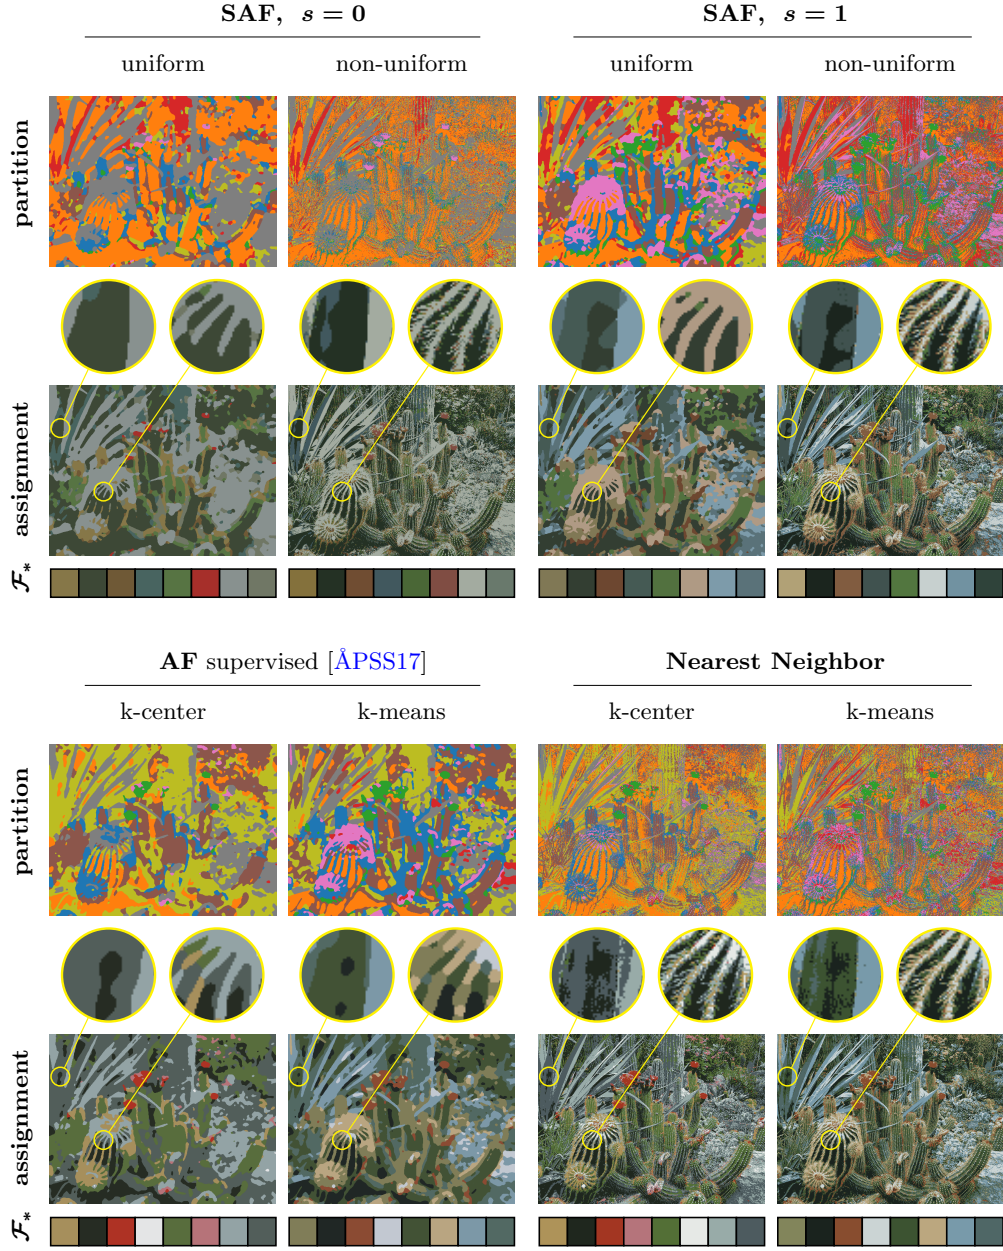 SAF, s = 0
SAF, s = 1
uniform
non-uniform
uniform
non-uniform
partition
assignment
ℱ*
AF supervised [ÅPSS17]
Nearest Neighbor
k-center
k-means
k-center
k-means
partition
assignment
ℱ*